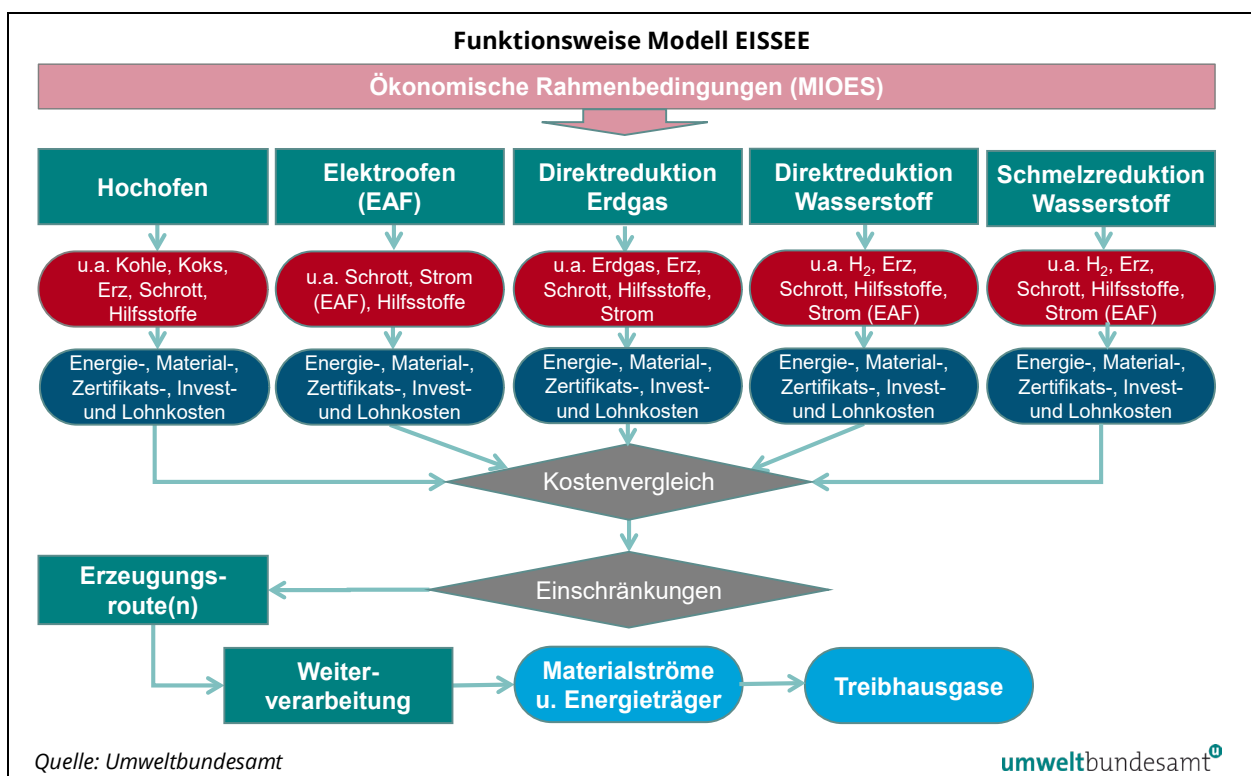 Funktionsweise Modell EISSEE
Ökonomische Rahmenbedingungen (MIOES)
Hochofen
Elektroofen
(EAF)
Direktreduktion
Erdgas
Direktreduktion
Wasserstoff
Schmelzreduktion
Wasserstoff
u.a. Kohle, Koks,
Erz, Schrott,
Hilfsstoffe
u.a. Schrott, Strom
(EAF), Hilfsstoffe
u.a. Erdgas, Erz,
Schrott, Hilfsstoffe,
Strom
u.a. H₂, Erz,
Schrott, Hilfsstoffe,
Strom (EAF)
u.a. H₂, Erz,
Schrott, Hilfsstoffe,
Strom (EAF)
Energie-, Material-,
Zertifikats-, Invest-
und Lohnkosten
Energie-, Material-,
Zertifikats-, Invest-
und Lohnkosten
Energie-, Material-,
Zertifikats-, Invest-
und Lohnkosten
Energie-, Material-,
Zertifikats-, Invest-
und Lohnkosten
Energie-, Material-,
Zertifikats-, Invest-
und Lohnkosten
Kostenvergleich
Einschränkungen
Erzeugungs-
route(n)
Weiter-
verarbeitung
Materialströme
u. Energieträger
Treibhausgase
Quelle: Umweltbundesamt
umweltbundesamt u